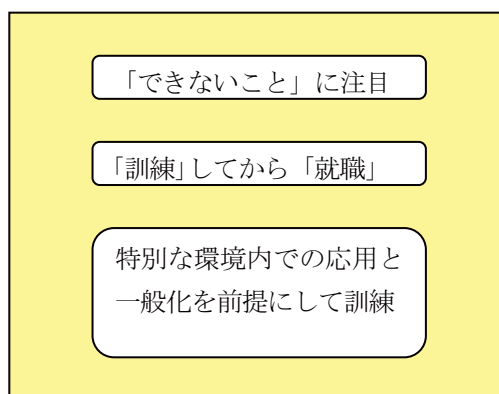 「できないこと」に注目
「訓練」してから「就職」
特別な環境内での応用と
一般化を前提にして訓練